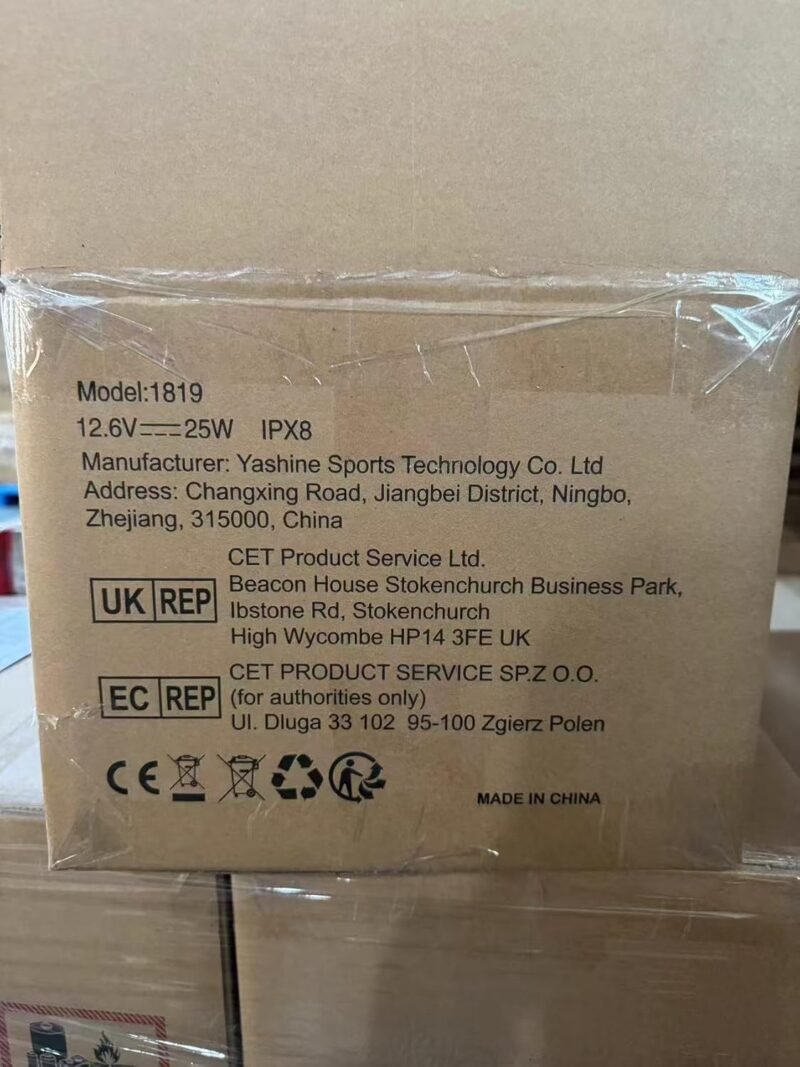 Model:1819
12.6V⎓25W IPX8
Manufacturer: Yashine Sports Technology Co. Ltd
Address: Changxing Road, Jiangbei District, Ningbo,
Zhejiang, 315000, China
CET Product Service Ltd.
Beacon House Stokenchurch Business Park,
UK REP
Ibstone Rd, Stokenchurch
High Wycombe HP14 3FE UK
CET PRODUCT SERVICE SP.Z O.O.
EC REP
(for authorities only)
Ul. Dluga 33 102 95-100 Zgierz Polen
CE
MADE IN CHINA